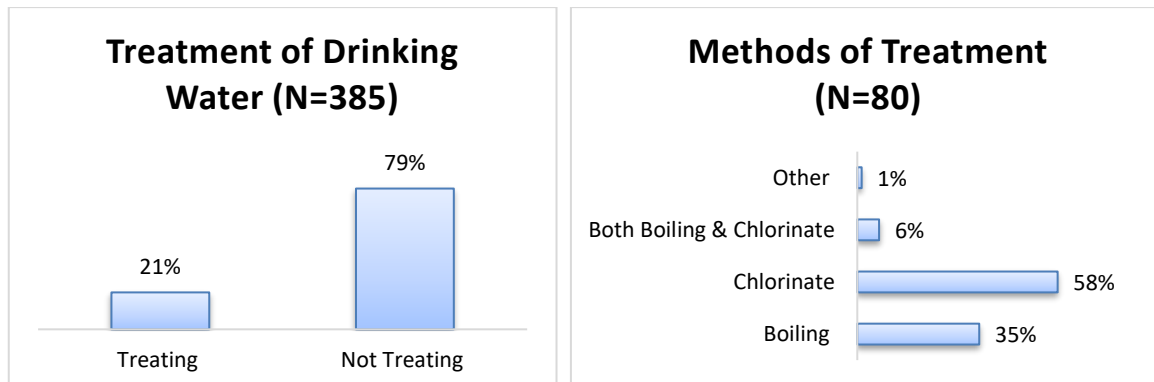 Treatment of Drinking
Water (N=385)
79%
21%
Treating
Not Treating
Methods of Treatment
(N=80)
Other
1%
Both Boiling & Chlorinate
6%
Chlorinate
58%
Boiling
35%